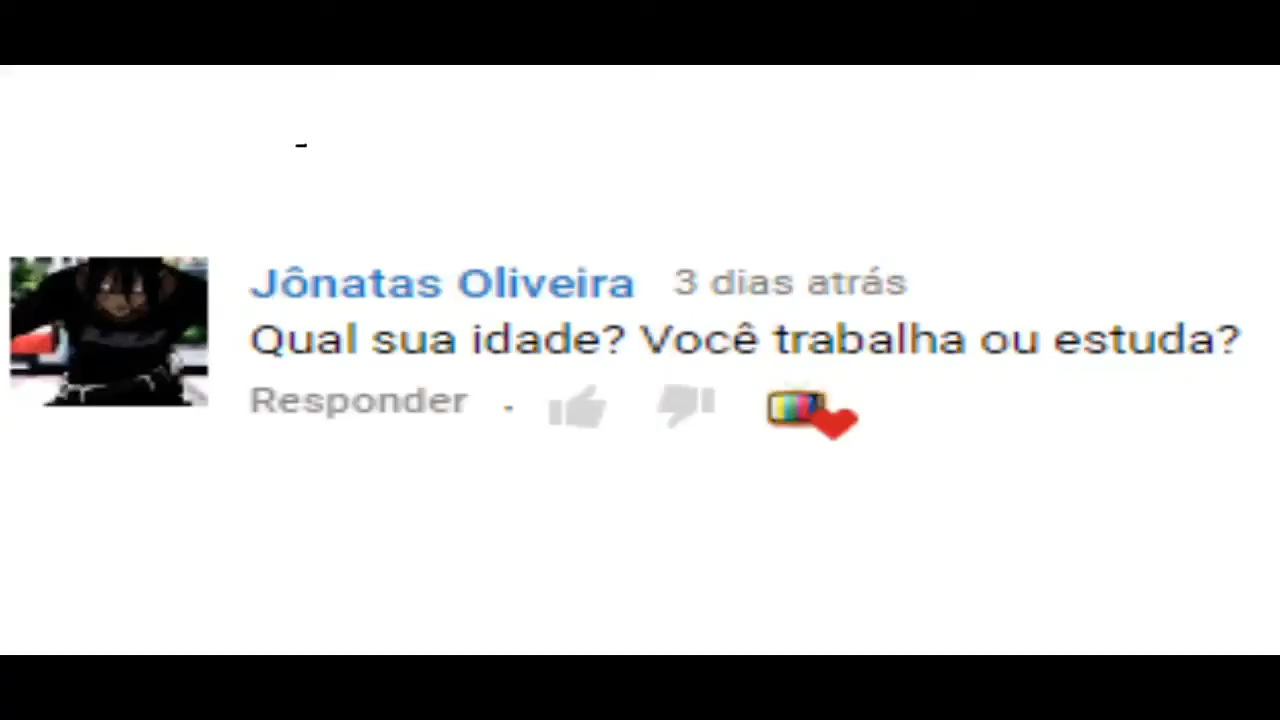 Jônatas Oliveira 3 dias atrás
Qual sua idade? Você trabalha ou estuda?
Responder